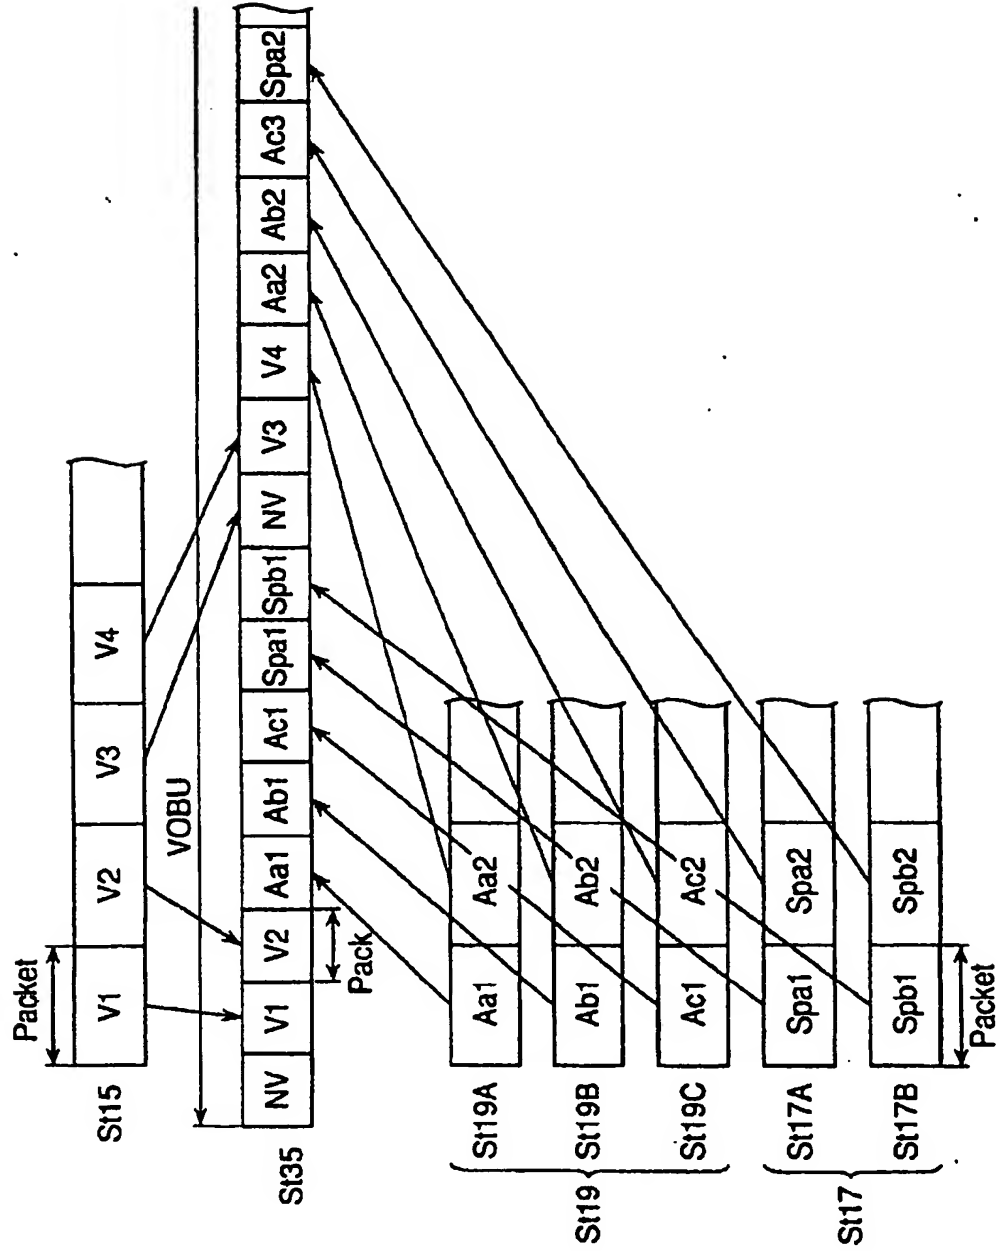 Packet
St15 V1 V2 V3 V4
VOBU
St35 NV V1 V2 Aa1 Ab1 Ac1 Spa1 Spb1 NV V3 V4 Aa2 Ab2 Ac3 Spa2
Pack
St19
St19A Aa1 Aa2
St19B Ab1 Ab2
St19C Ac1 Ac2
St17
St17A Spa1 Spa2
St17B Spb1 Spb2
Packet